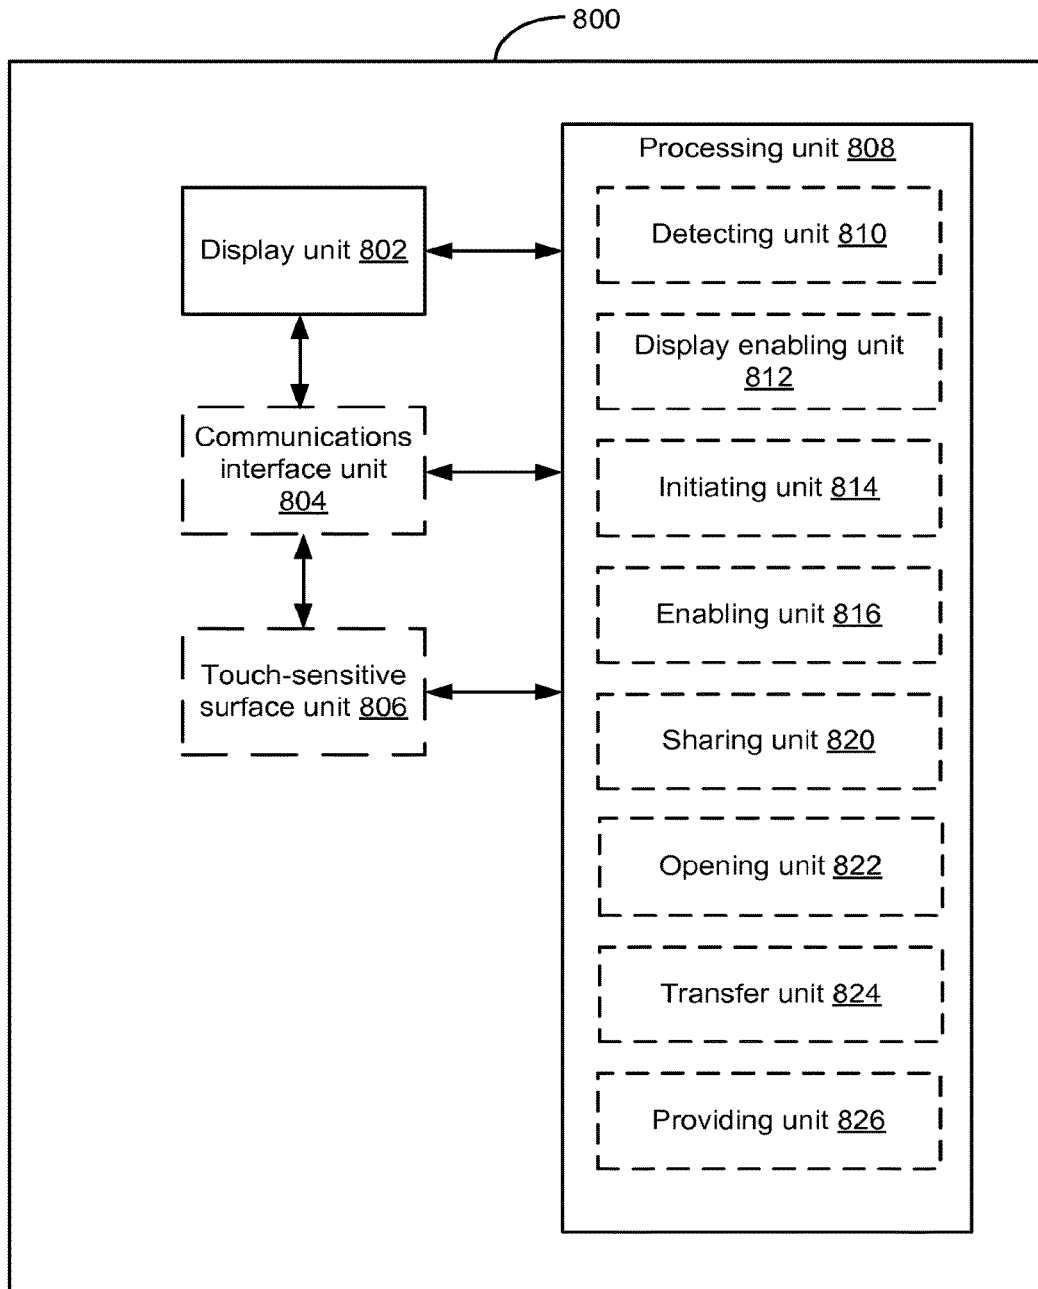 800
Processing unit 808
Detecting unit 810
Display unit 802
Display enabling unit
812
Communications
interface unit
804
Initiating unit 814
Enabling unit 816
Touch-sensitive
surface unit 806
Sharing unit 820
Opening unit 822
Transfer unit 824
Providing unit 826